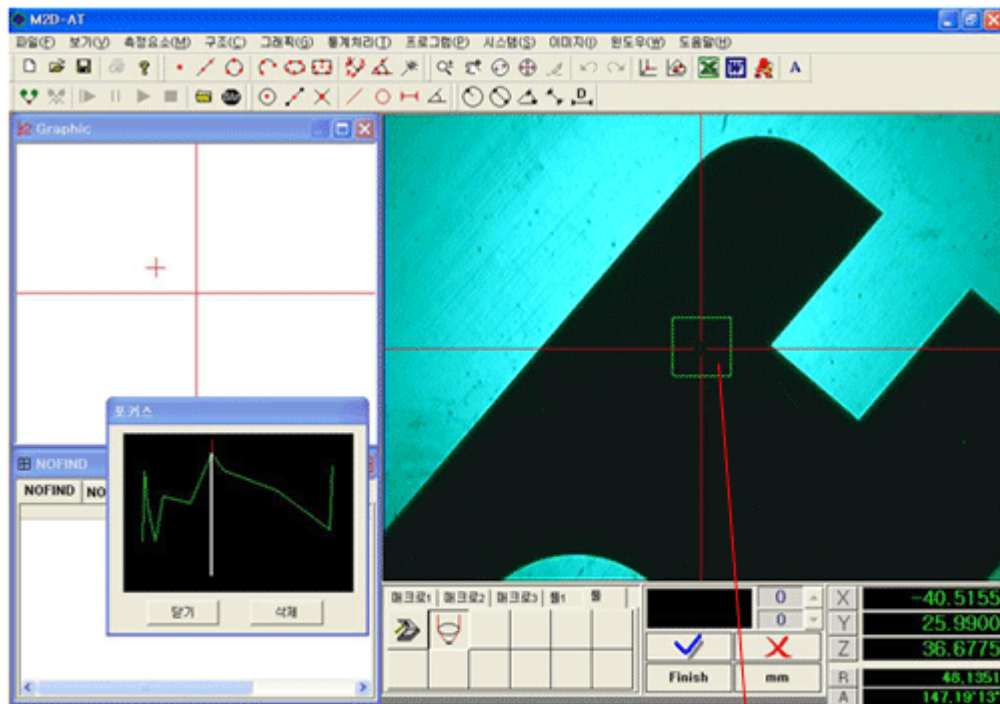 M2D-AT
파일(F) 보기(V) 측정요소(M) 구조(C) 그래픽(G) 통계처리(T) 프로그램(P) 시스템(S) 이미지(I) 윈도우(W) 도움말(H)
A
D
Graphic
포커스
NOFIND
NOFIND NO
닫기 삭제
매크로1 매크로2 매크로3 툴1 툴
0
0
Finish mm
X -40.5155
Y 25.9900
Z 36.6775
R 48,1351
A 147,19'13"